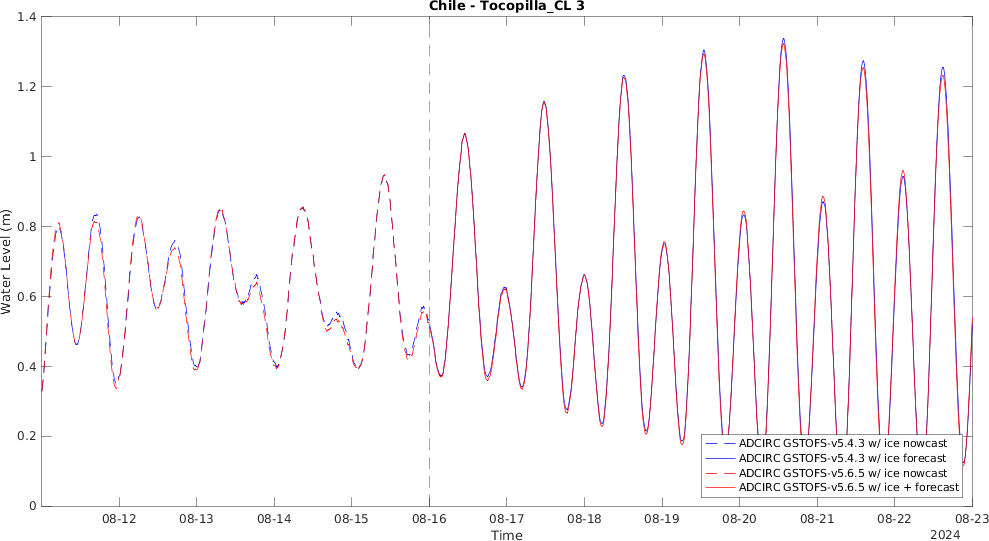 Chile - Tocopilla_CL 3
1.4
1.2
1
0.8
0.6
0.4
0.2
0
Water Level (m)
ADCIRC GSTOFS-v5.4.3 w/ ice nowcast
ADCIRC GSTOFS-v5.4.3 w/ ice forecast
ADCIRC GSTOFS-v5.6.5 w/ ice nowcast
ADCIRC GSTOFS-v5.6.5 w/ ice + forecast
08-12 08-13 08-14 08-15 08-16 08-17 08-18 08-19 08-20 08-21 08-22 08-23
Time
2024